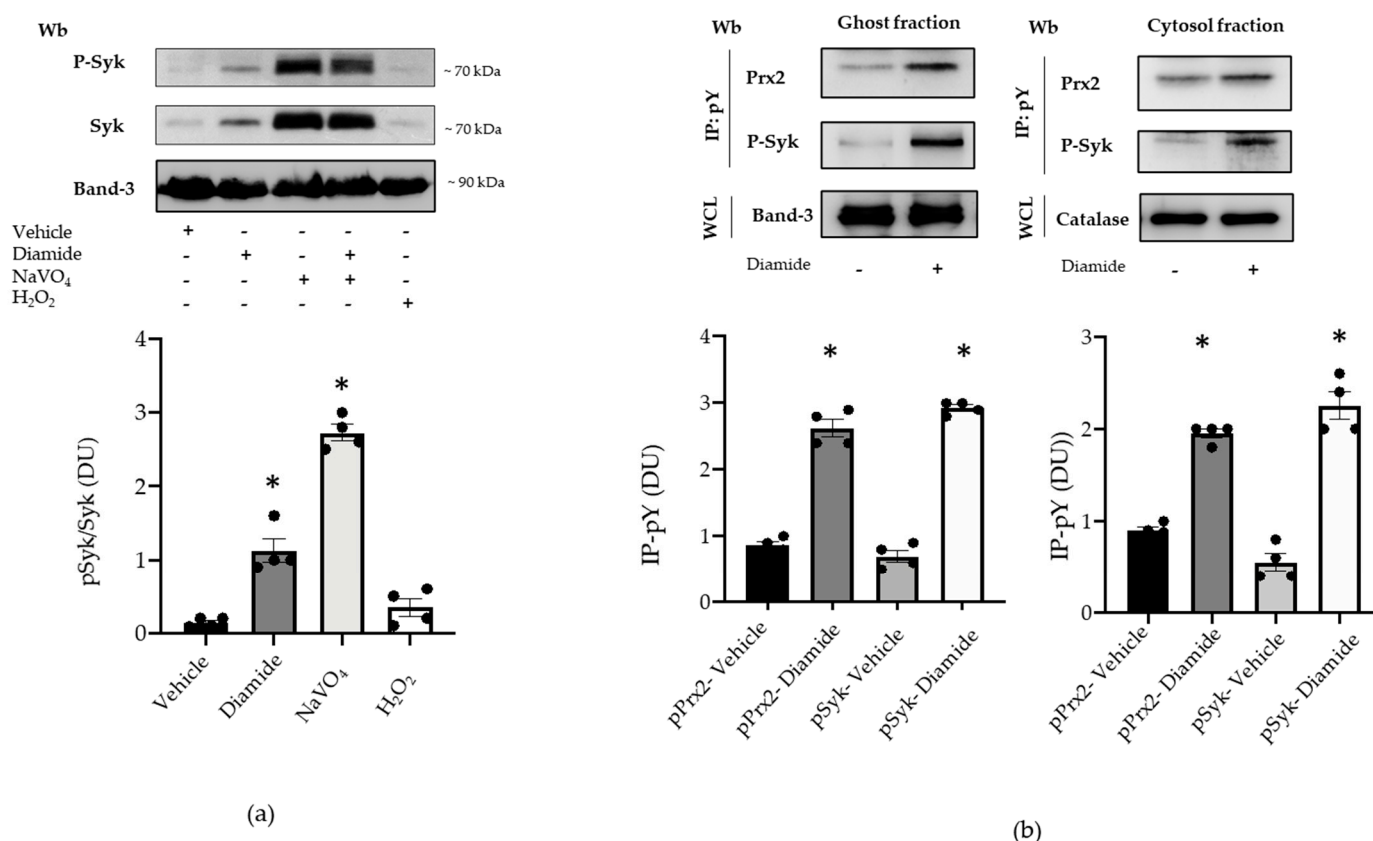 Wb
P-Syk
~ 70 kDa
Syk
~ 70 kDa
Band-3
~ 90 kDa
Vehicle + - - - -
Diamide - + - + -
NaVO₄ - - + + -
H₂O₂ - - - - +
pSyk/Syk (DU)
4
3
2
1
0
* *
Vehicle
Diamide
NaVO₄
H₂O₂
(a)
Wb Ghost fraction
IP: pY
Prx2
P-Syk
WCL
Band-3
Diamide - +
Wb Cytosol fraction
IP: pY
Prx2
P-Syk
WCL
Catalase
Diamide - +
IP-pY (DU)
4
3
2
1
0
* *
pPrx2- Vehicle
pPrx2- Diamide
pSyk- Vehicle
pSyk- Diamide
IP-pY (DU))
3
2
1
0
* *
pPrx2- Vehicle
pPrx2- Diamide
pSyk- Vehicle
pSyk- Diamide
(b)